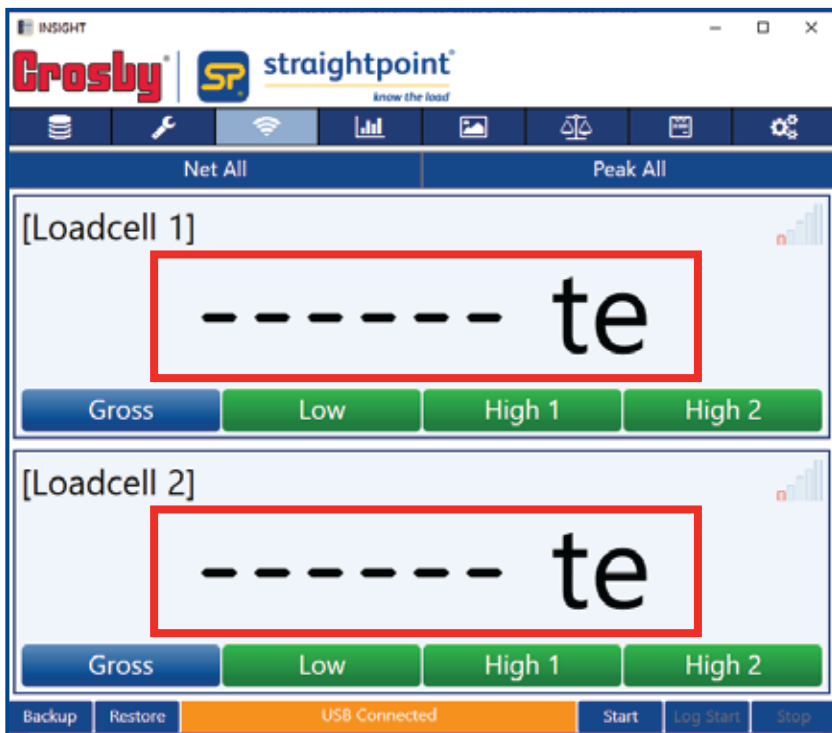 INSIGHT
Crosby SP straightpoint
know the load
Net All Peak All
[Loadcell 1]
------ te
Gross Low High 1 High 2
[Loadcell 2]
------ te
Gross Low High 1 High 2
Backup Restore USB Connected Start Log Start Stop